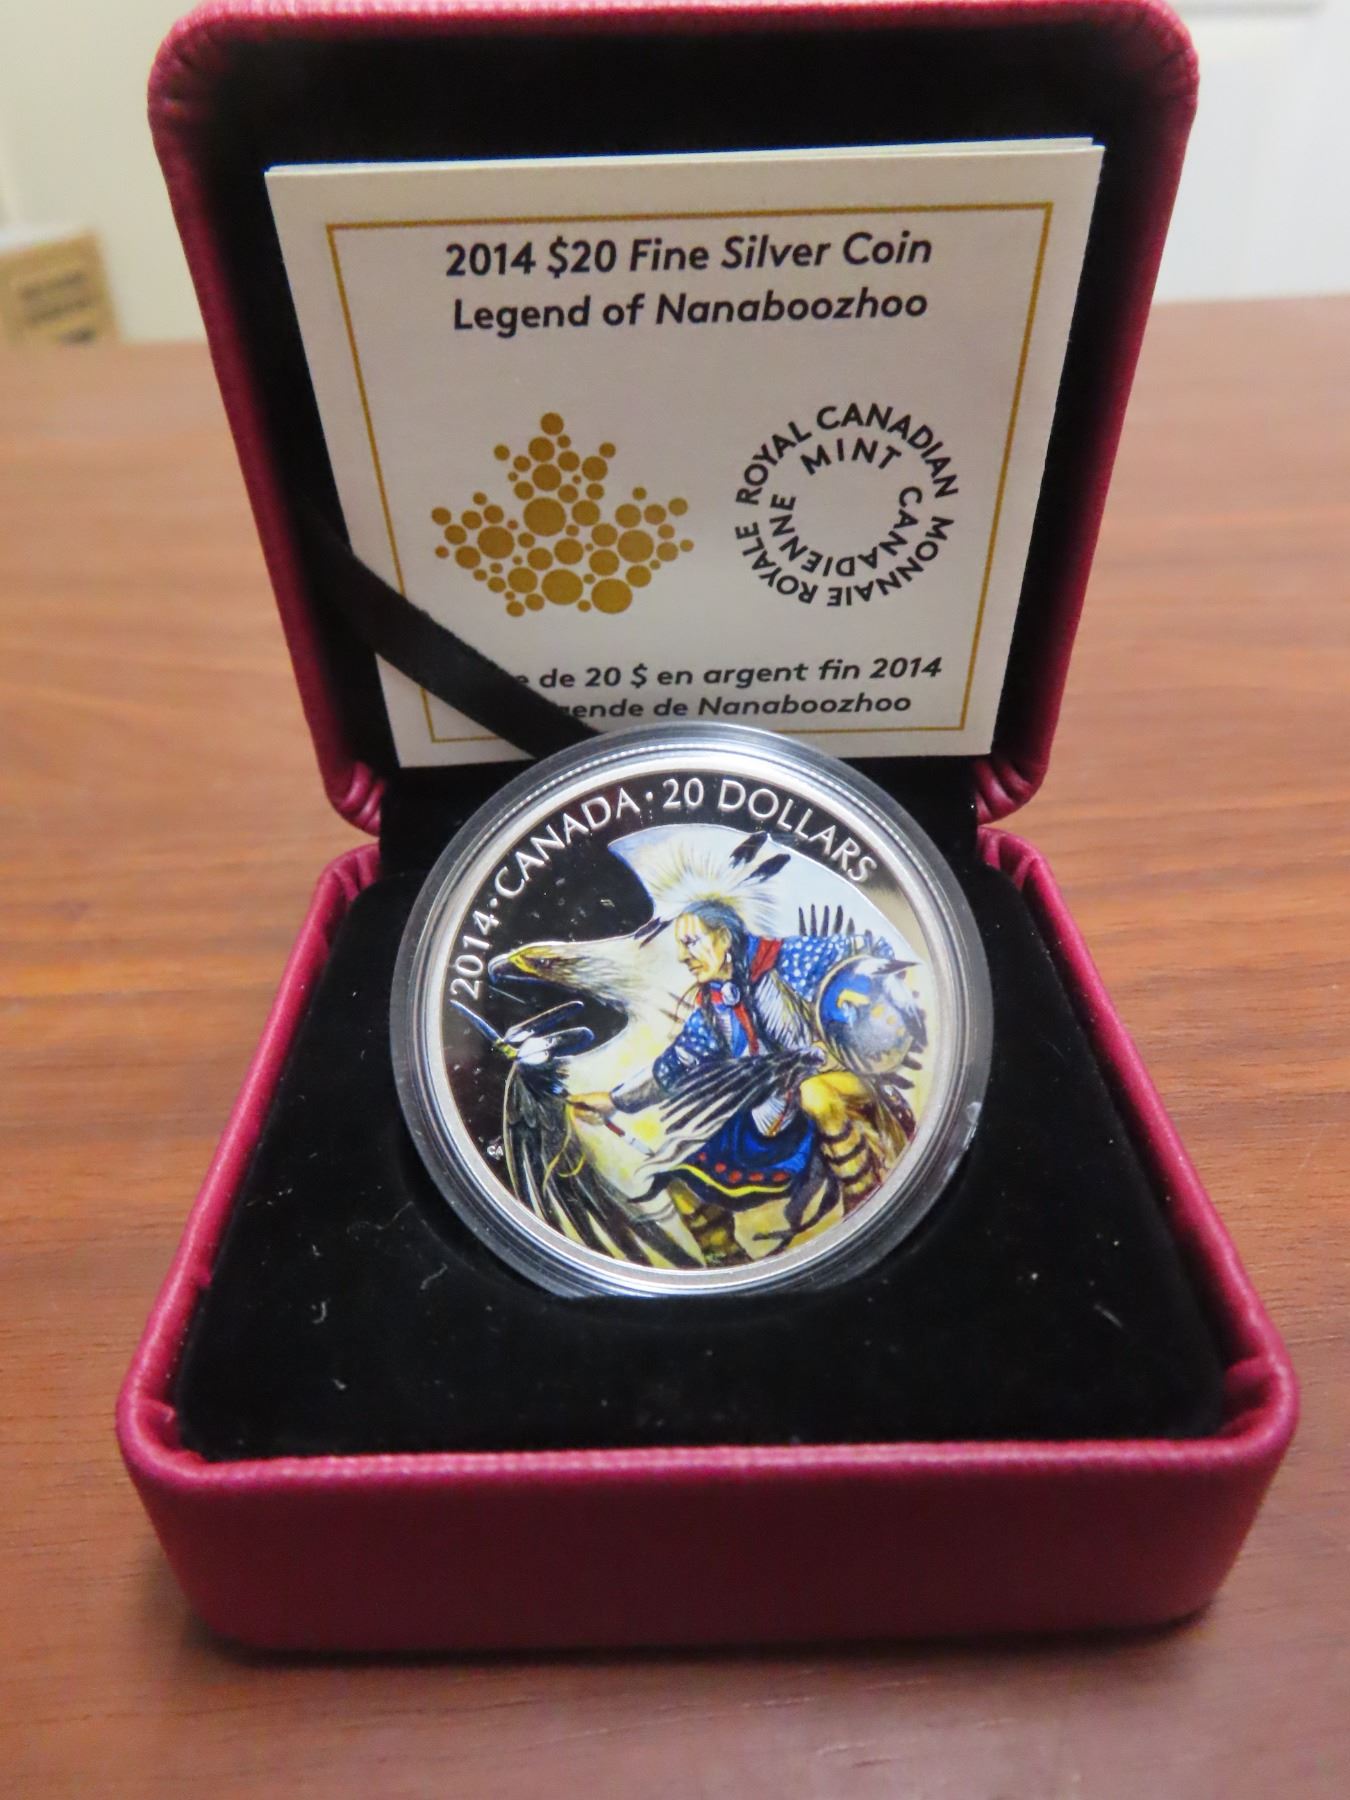 2014 $20 Fine Silver Coin
Legend of Nanaboozhoo
ROYAL CANADIAN MINT
MONNAIE ROYALE CANADIENNE
de 20 $ en argent fin 2014
de Nanaboozhoo
2014 · CANADA · 20 DOLLARS
CA